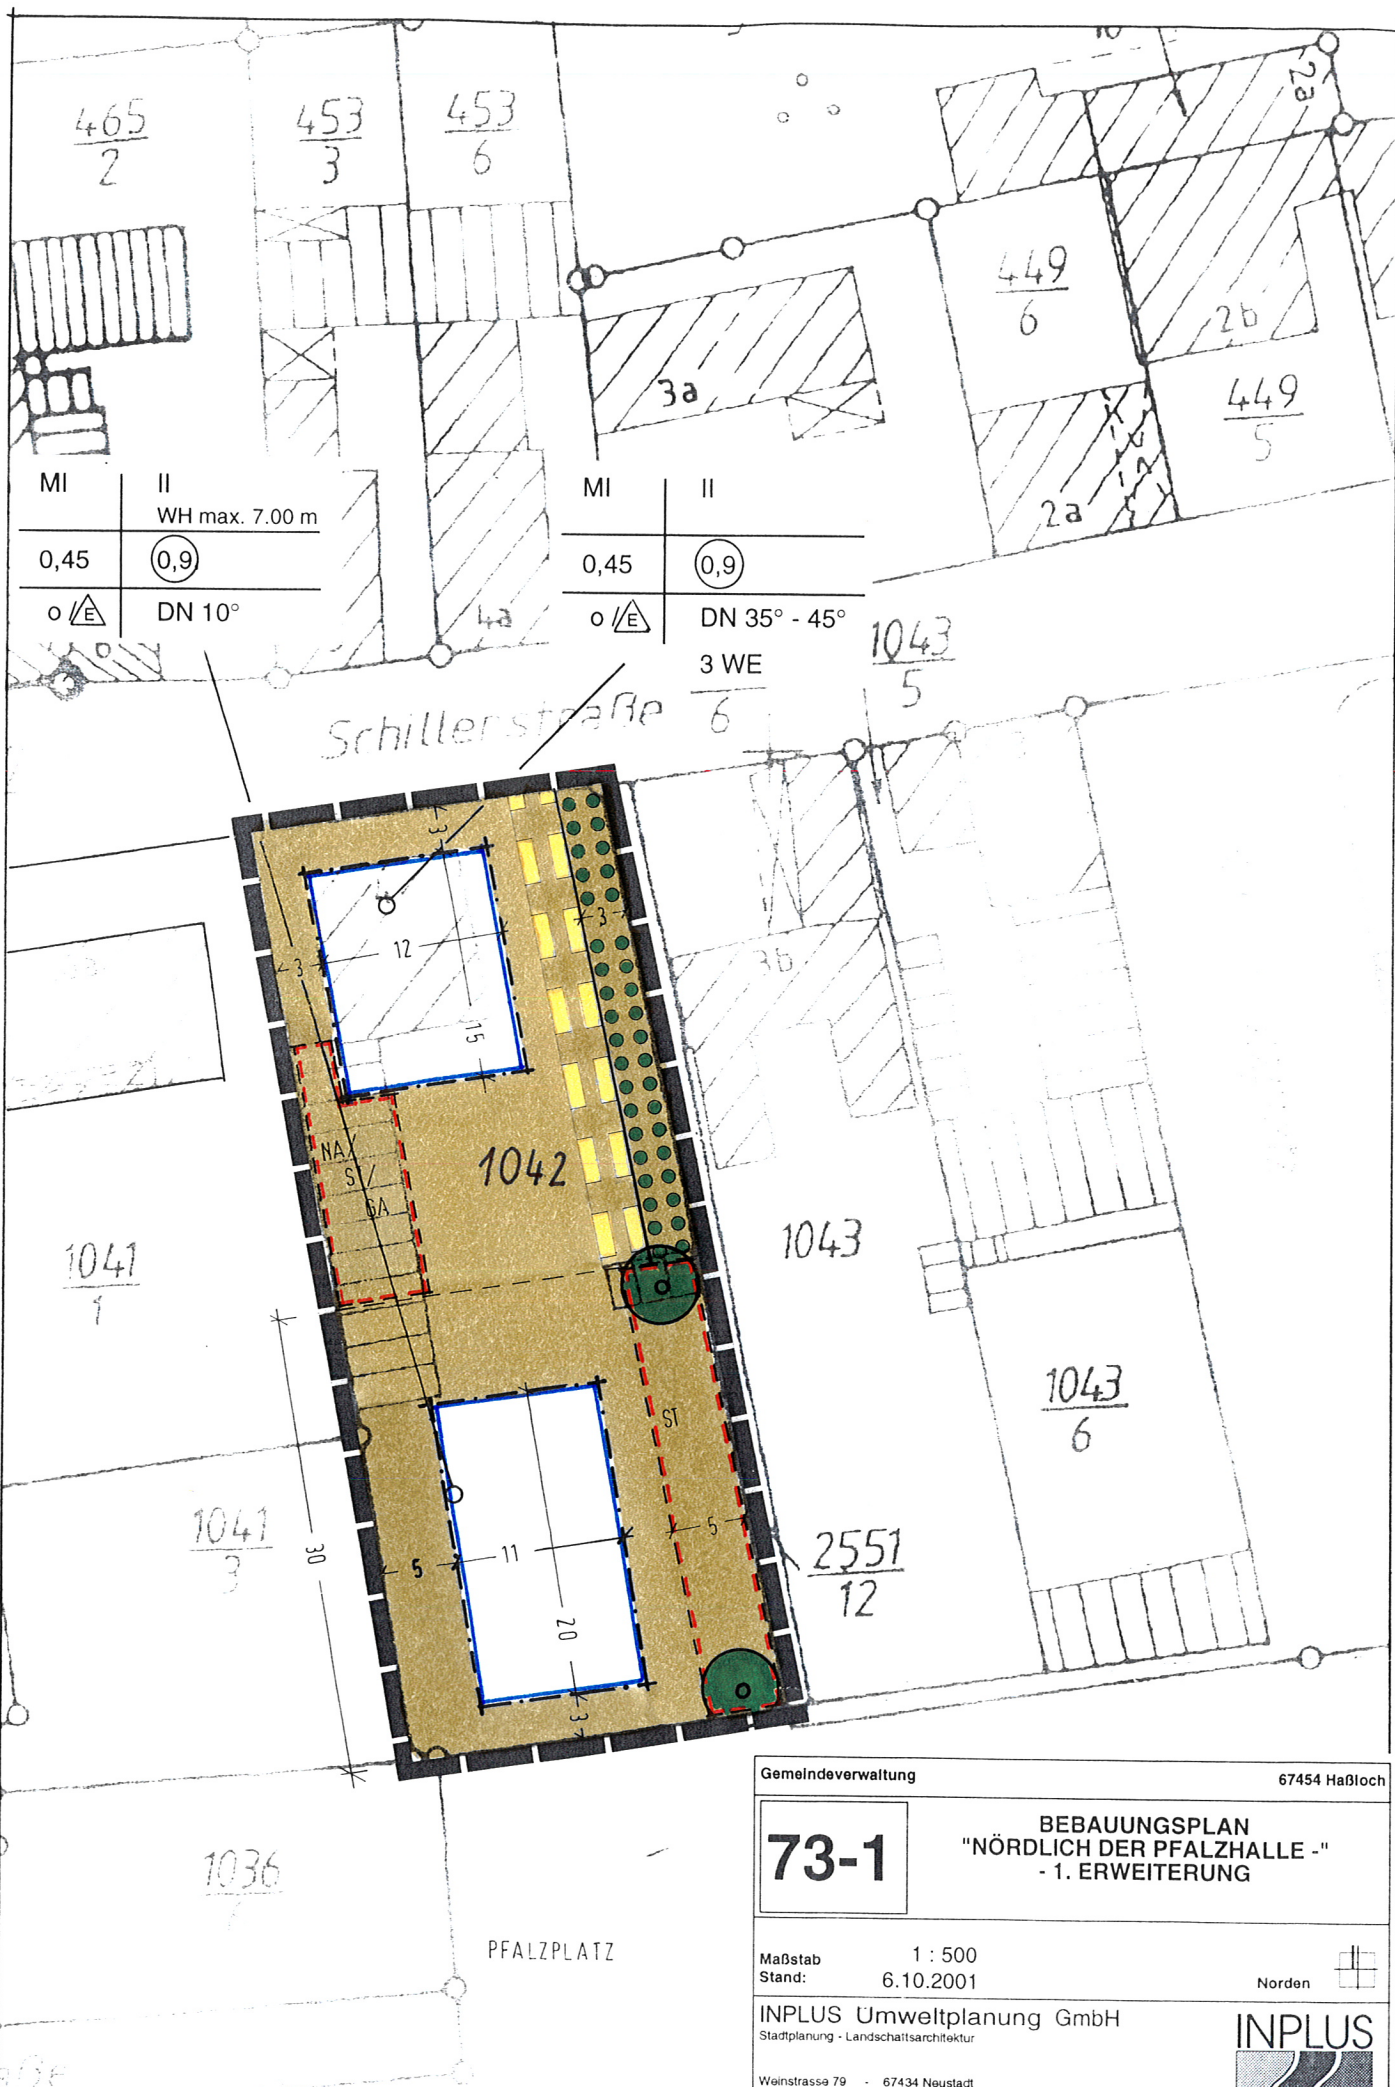 465
2
453
3
453
6
2a
449
6
2b
449
5
3a
2a
MI II
WH max. 7.00 m
0,45 0,9
o /E DN 10°
MI II
0,45 0,9
o /E DN 35° - 45°
3 WE
4a
6
1043
5
Schillerstraße
3
12
3
15
3
3b
NA/
ST/
GA
1042
1043
1041
1
1043
6
ST
1041
3
30
5
11
20
5
3
2551
12
1036
PFALZPLATZ
Gemeindeverwaltung 67454 Haßloch
73-1
BEBAUUNGSPLAN
"NÖRDLICH DER PFALZHALLE -"
- 1. ERWEITERUNG
Maßstab 1 : 500
Stand: 6.10.2001
Norden
INPLUS Umweltplanung GmbH
Stadtplanung - Landschaftsarchitektur
INPLUS
Weinstrasse 79 - 67434 Neustadt